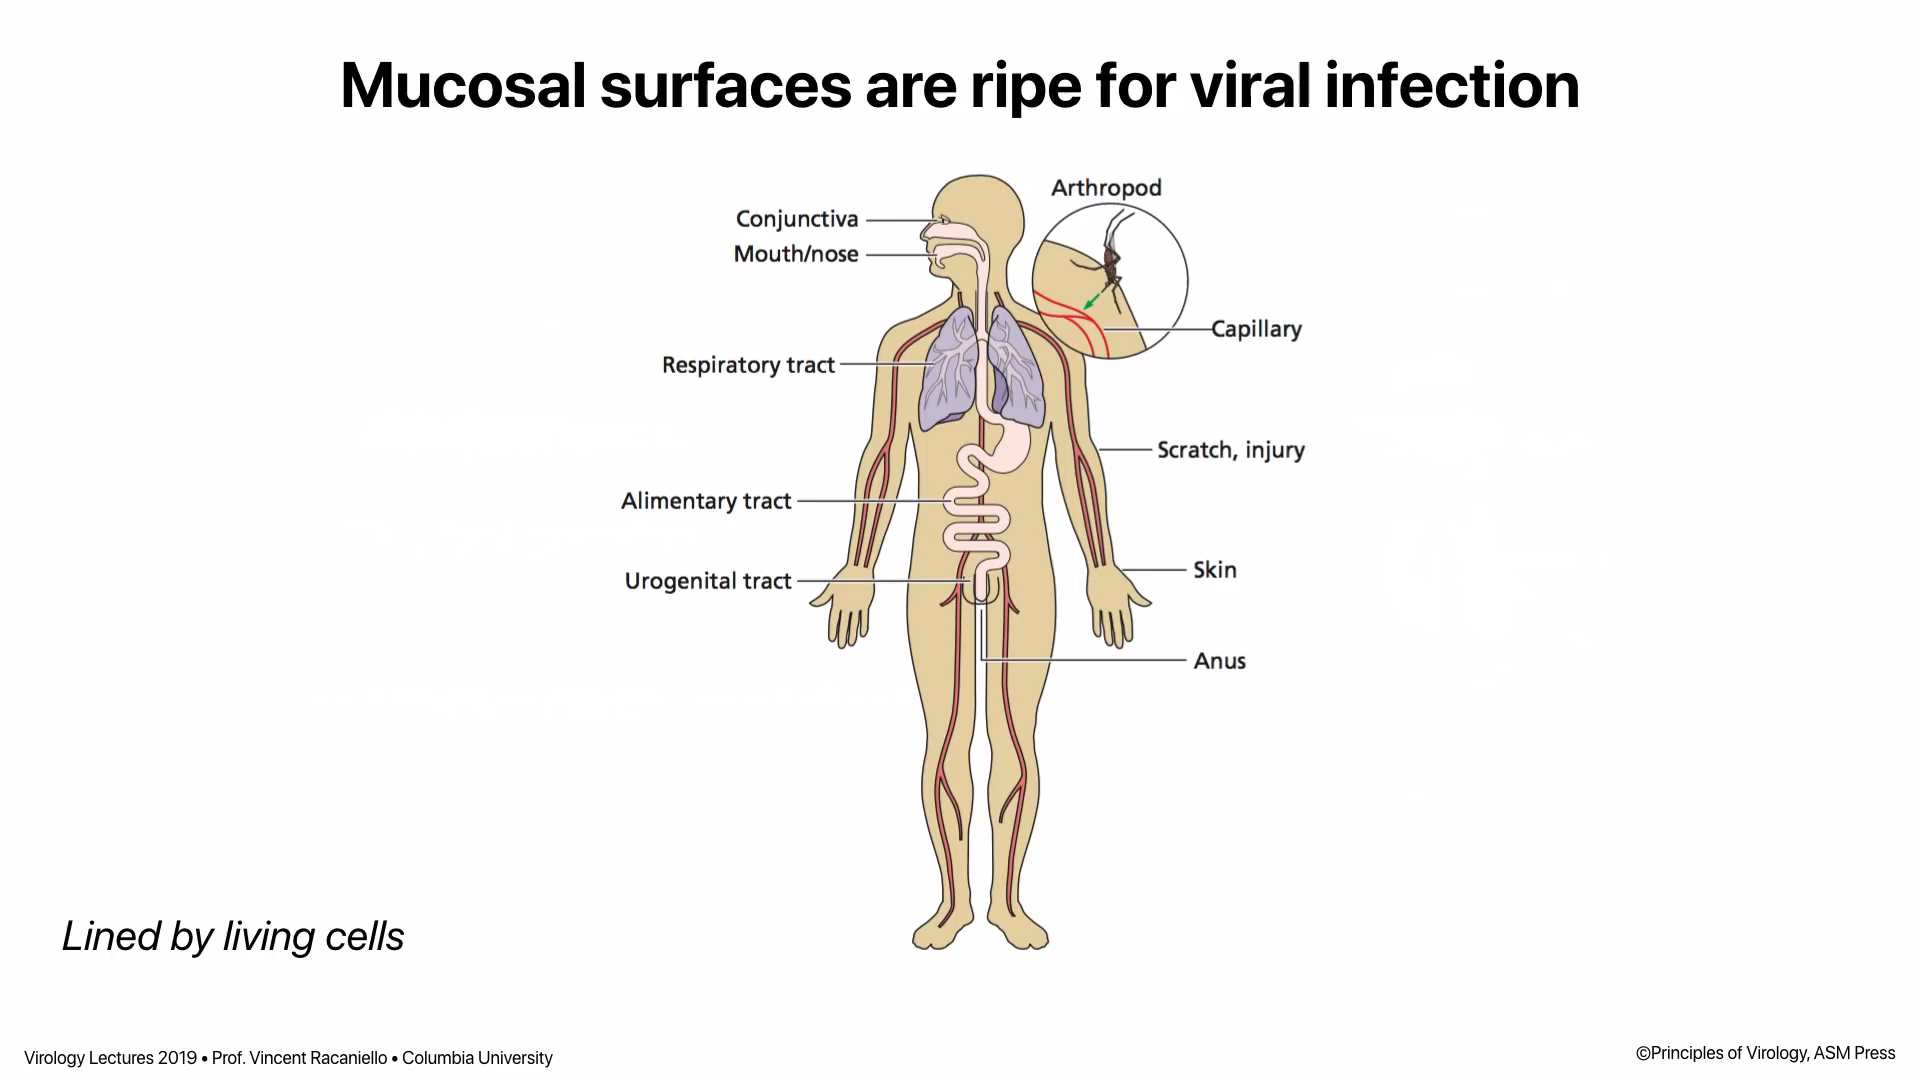 Mucosal surfaces are ripe for viral infection
Arthropod
Conjunctiva
Mouth/nose
Capillary
Respiratory tract
Scratch, injury
Alimentary tract
Skin
Urogenital tract
Anus
Lined by living cells
Virology Lectures 2019 • Prof. Vincent Racaniello • Columbia University
©Principles of Virology, ASM Press